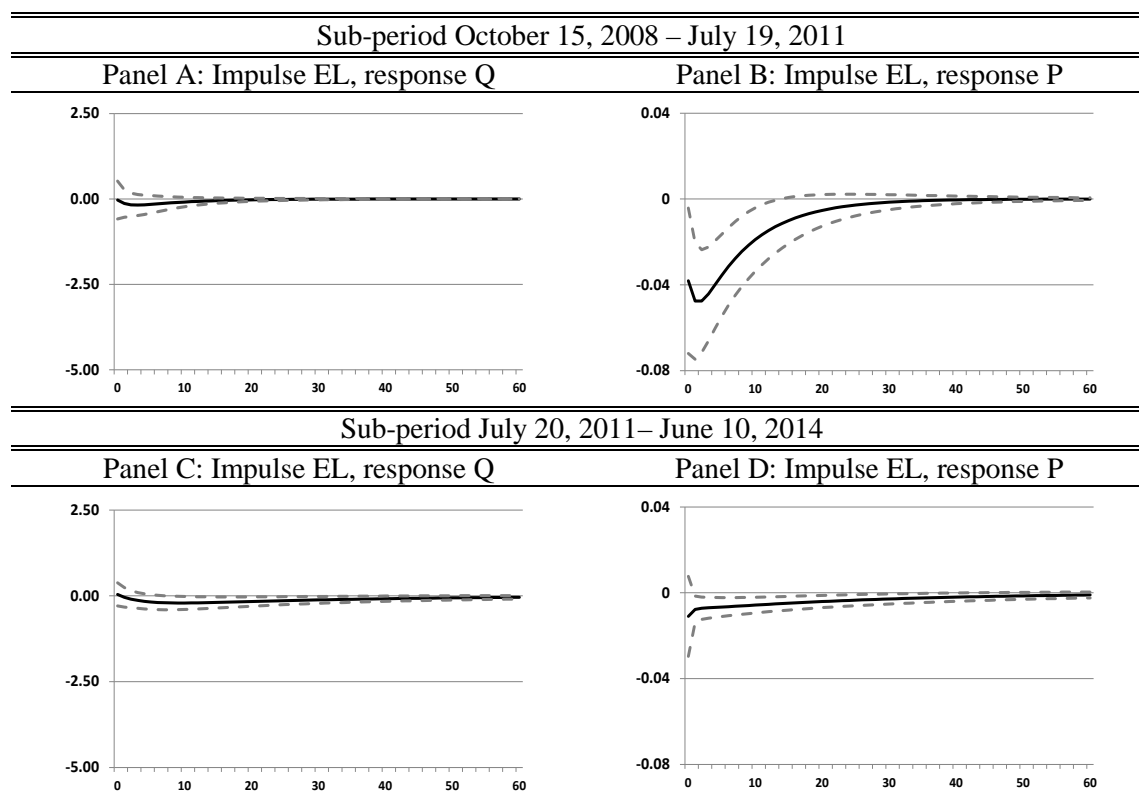 Sub-period October 15, 2008 – July 19, 2011
Panel A: Impulse EL, response Q
Panel B: Impulse EL, response P
2.50
0.00
-2.50
-5.00
0 10 20 30 40 50 60
0.04
0
-0.04
-0.08
0 10 20 30 40 50 60
Sub-period July 20, 2011– June 10, 2014
Panel C: Impulse EL, response Q
Panel D: Impulse EL, response P
2.50
0.00
-2.50
-5.00
0 10 20 30 40 50 60
0.04
0
-0.04
-0.08
0 10 20 30 40 50 60